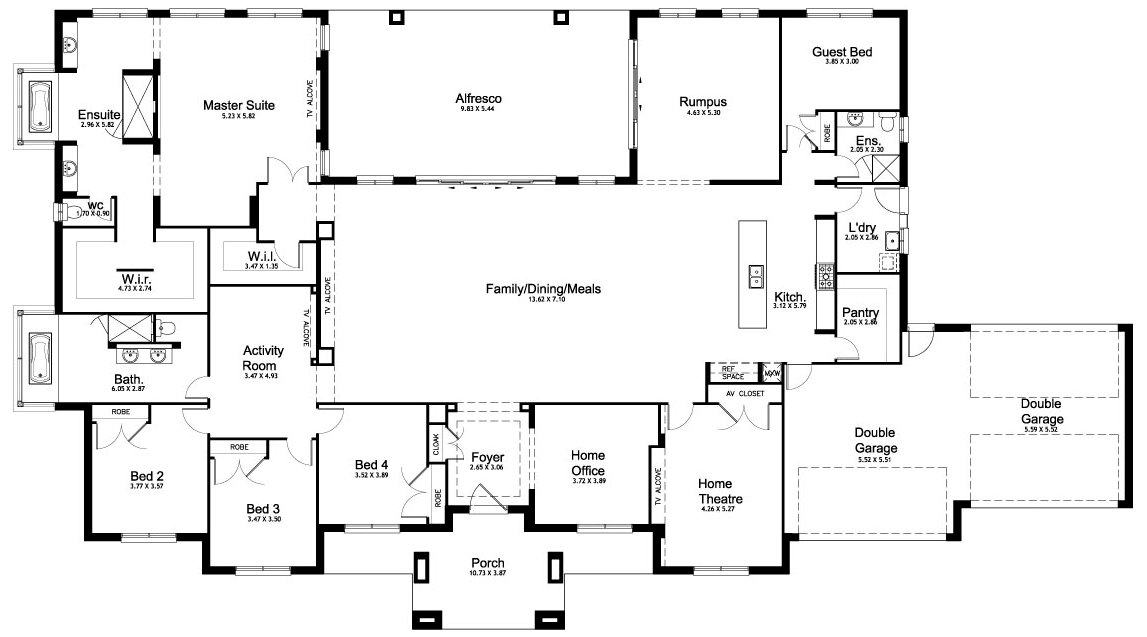 Guest Bed
3.85 X 3.00
Master Suite
5.23 X 5.82
TV ALCOVE
Alfresco
9.83 X 5.44
Rumpus
4.63 X 5.30
Ensuite
2.96 X 5.82
ROBE
Ens.
2.05 X 2.30
WC
1.70 X 0.90
L'dry
2.05 X 2.86
W.i.l.
3.47 X 1.35
W.i.r.
4.73 X 2.74
TV ALCOVE
Family/Dining/Meals
13.62 X 7.10
Kitch.
3.12 X 5.79
Pantry
2.05 X 2.86
TV ALCOVE
Activity
Room
3.47 X 4.93
Bath.
6.05 X 2.87
REF
SPACE
M/W
AV CLOSET
ROBE
Double
Garage
5.59 X 5.52
Double
Garage
5.52 X 5.51
ROBE
CLOAK
Foyer
2.65 X 3.06
Home
Office
3.72 X 3.89
Bed 4
3.52 X 3.89
Bed 2
3.77 X 3.57
ROBE
TV ALCOVE
Home
Theatre
4.26 X 5.27
Bed 3
3.47 X 3.50
Porch
10.73 X 3.87